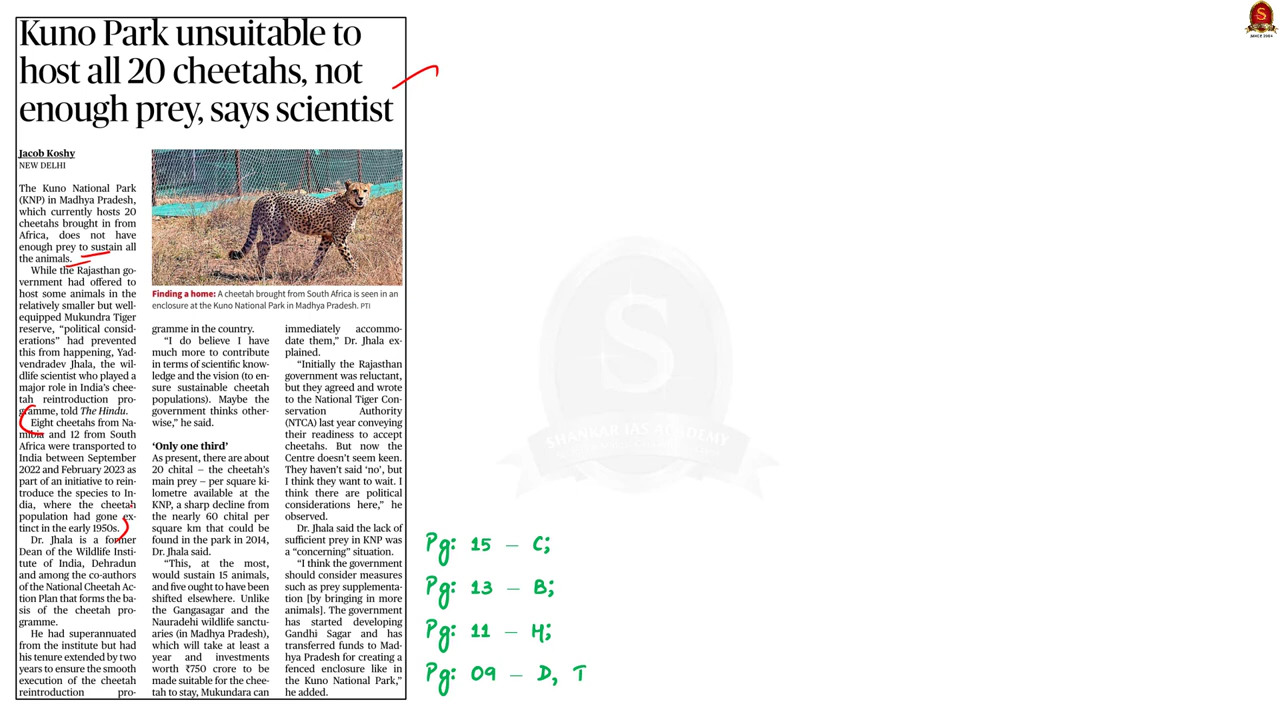 Kuno Park unsuitable to
host all 20 cheetahs, not
enough prey, says scientist
Jacob Koshy
NEW DELHI
The Kuno National Park
(KNP) in Madhya Pradesh,
which currently hosts 20
cheetahs brought in from
Africa, does not have
enough prey to sustain all
the animals.
While the Rajasthan go-
vernment had offered to
host some animals in the
relatively smaller but well-
equipped Mukundra Tiger
reserve, “political consid-
erations” had prevented
this from happening, Yad-
vendradev Jhala, the wil-
dlife scientist who played a
major role in India’s chee-
tah reintroduction pro-
gramme, told The Hindu.
Eight cheetahs from Na-
mibia and 12 from South
Africa were transported to
India between September
2022 and February 2023 as
part of an initiative to rein-
troduce the species to In-
dia, where the cheetah
population had gone ex-
tinct in the early 1950s.
Dr. Jhala is a former
Dean of the Wildlife Insti-
tute of India, Dehradun
and among the co-authors
of the National Cheetah Ac-
tion Plan that forms the ba-
sis of the cheetah pro-
gramme.
He had superannuated
from the institute but had
his tenure extended by two
years to ensure the smooth
execution of the cheetah
reintroduction pro-
Finding a home: A cheetah brought from South Africa is seen in an
enclosure at the Kuno National Park in Madhya Pradesh. PTI
gramme in the country.
“I do believe I have
much more to contribute
in terms of scientific know-
ledge and the vision (to en-
sure sustainable cheetah
populations). Maybe the
government thinks other-
wise,” he said.
‘Only one third’
As present, there are about
20 chital — the cheetah’s
main prey — per square ki-
lometre available at the
KNP, a sharp decline from
the nearly 60 chital per
square km that could be
found in the park in 2014,
Dr. Jhala said.
“This, at the most,
would sustain 15 animals,
and five ought to have been
shifted elsewhere. Unlike
the Gangasagar and the
Nauradehi wildlife sanctu-
aries (in Madhya Pradesh),
which will take at least a
year and investments
worth ₹750 crore to be
made suitable for the chee-
tah to stay, Mukundara can
immediately accommo-
date them,” Dr. Jhala ex-
plained.
“Initially the Rajasthan
government was reluctant,
but they agreed and wrote
to the National Tiger Con-
servation Authority
(NTCA) last year conveying
their readiness to accept
cheetahs. But now the
Centre doesn’t seem keen.
They haven’t said ‘no’, but
I think they want to wait. I
think there are political
considerations here,” he
observed.
Dr. Jhala said the lack of
sufficient prey in KNP was
a “concerning” situation.
“I think the government
should consider measures
such as prey supplementa-
tion [by bringing in more
animals]. The government
has started developing
Gandhi Sagar and has
transferred funds to Mad-
hya Pradesh for creating a
fenced enclosure like in
the Kuno National Park,”
he added.
Pg: 15 - C;
Pg: 13 - B;
Pg: 11 - H;
Pg: 09 - D, T
S
SHANKAR IAS ACADEMY
S
SINCE 2004